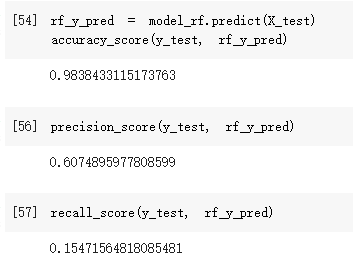 [54] rf_y_pred = model_rf.predict(X_test)
accuracy_score(y_test, rf_y_pred)
0.9838433115173763
[56] precision_score(y_test, rf_y_pred)
0.6074895977808599
[57] recall_score(y_test, rf_y_pred)
0.15471564818085481